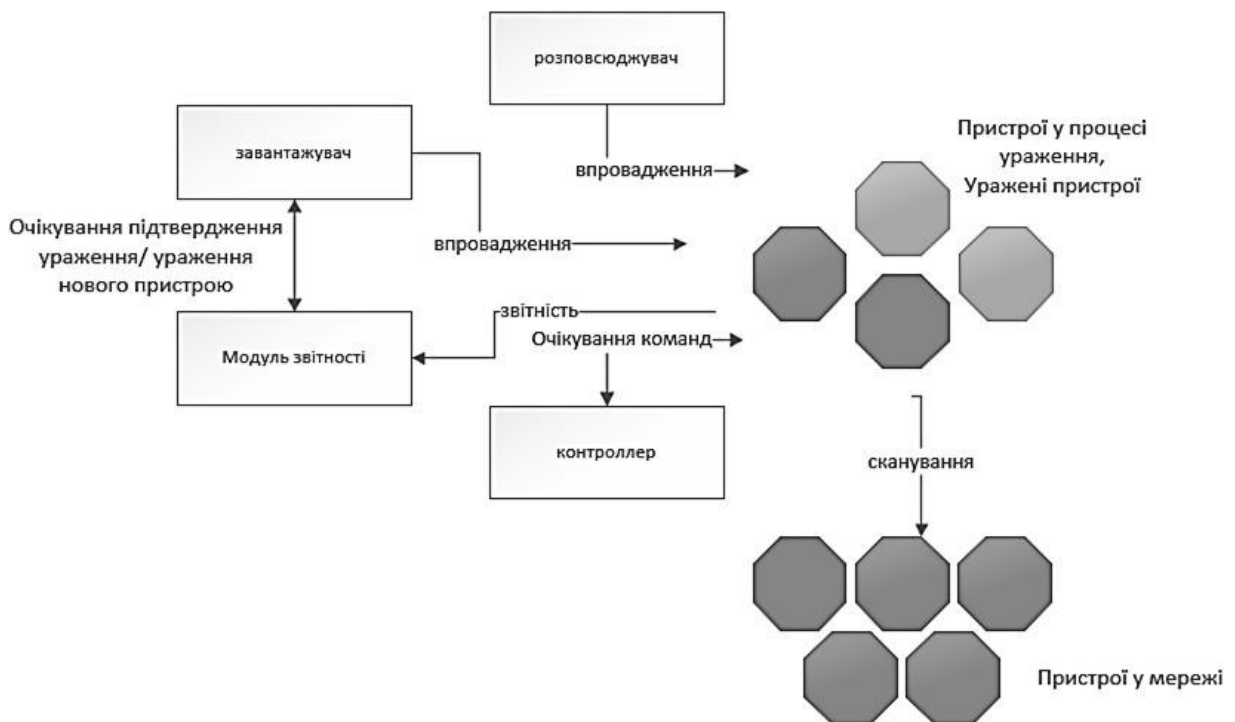 розповсюджувач
завантажувач
Пристрої у процесі
ураження,
Уражені пристрої
впровадження
Очікування підтвердження
ураження/ ураження
нового пристрою
впровадження
звітність
Очікування команд
Модуль звітності
контроллер
сканування
Пристрої у мережі